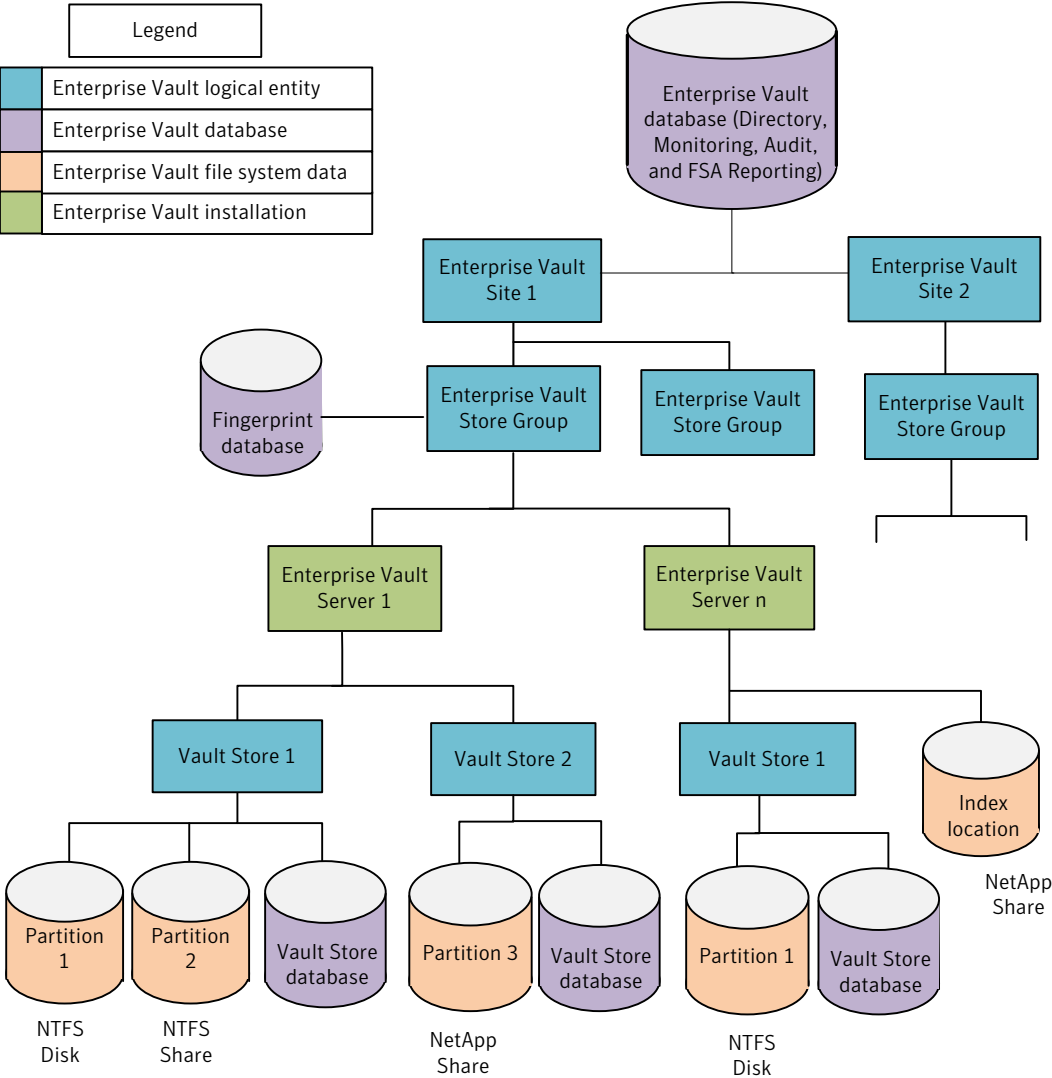 Legend
Enterprise Vault logical entity
Enterprise Vault database
Enterprise Vault file system data
Enterprise Vault installation
Enterprise Vault
database (Directory,
Monitoring, Audit,
and FSA Reporting)
Enterprise Vault
Site 1
Enterprise Vault
Site 2
Fingerprint
database
Enterprise Vault
Store Group
Enterprise Vault
Store Group
Enterprise Vault
Store Group
Enterprise Vault
Server 1
Enterprise Vault
Server n
Vault Store 1
Vault Store 2
Vault Store 1
Index
location
NetApp
Share
Partition
1
Partition
2
Vault Store
database
Partition 3
Vault Store
database
Partition 1
Vault Store
database
NTFS
Disk
NTFS
Share
NetApp
Share
NTFS
Disk